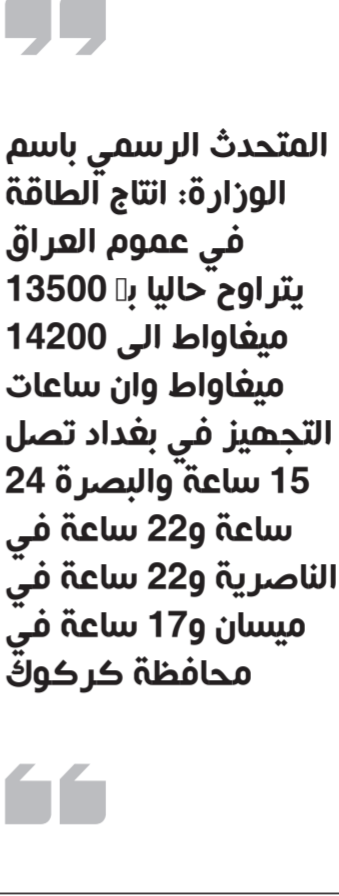 المتحدث الرسمي باسم
الوزارة: انتاج الطاقة
في عموم العراق
يتراوح حاليا بـ 13500
ميغاواط الى 14200
ميغاواط وان ساعات
التجهيز في بغداد تصل
15 ساعة والبصرة 24
ساعة و22 ساعة في
الناصرية و22 ساعة في
ميسان و17 ساعة في
محافظة كركوك